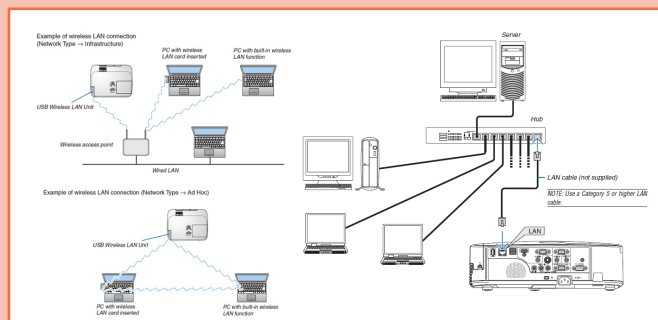 Example of wireless LAN connection
(Network Type → Infrastructure)
PC with wireless
LAN card inserted
PC with built-in wireless
LAN function
USB Wireless LAN Unit
Wireless access point
Wired LAN
Example of wireless LAN connection (Network Type → Ad Hoc)
USB Wireless LAN Unit
PC with wireless
LAN card inserted
PC with built-in wireless
LAN function
Server
Hub
LAN cable (not supplied)
NOTE: Use a Category 5 or higher LAN
cable.
LAN